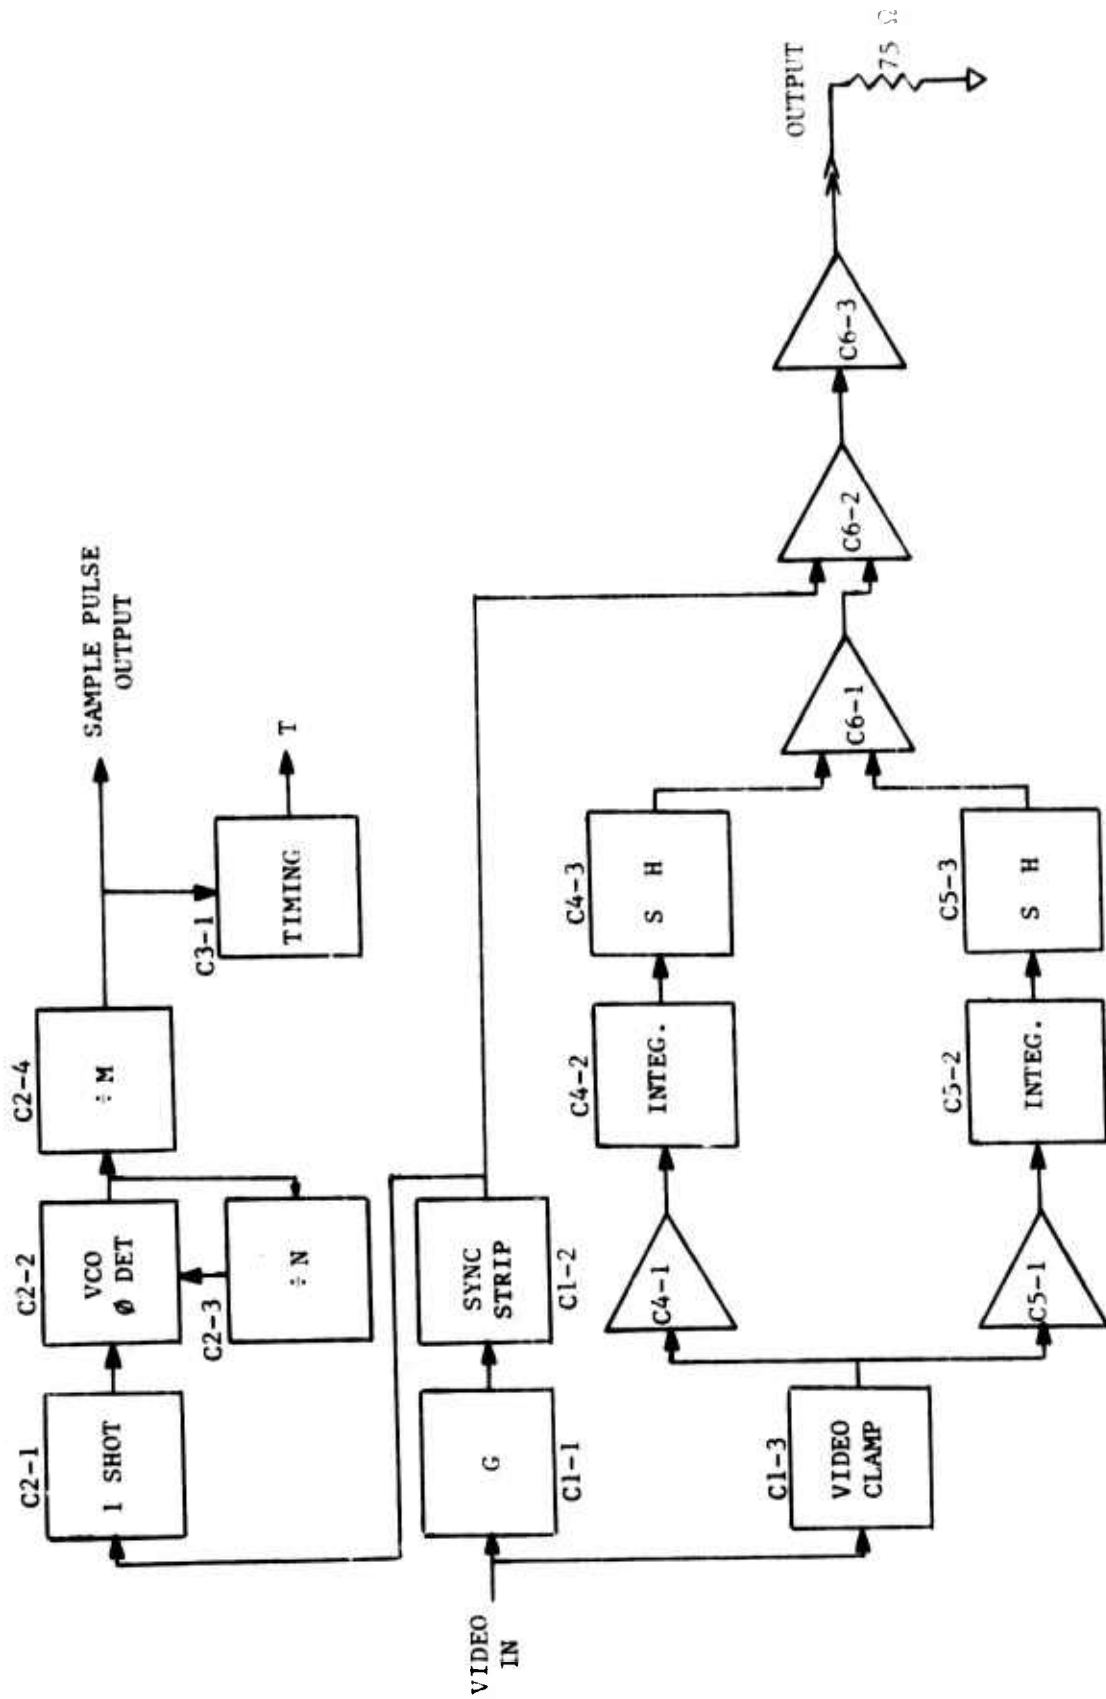 C2-1
1 SHOT
C2-2
VCO
Ø DET
C2-3
÷ N
C2-4
÷ M
SAMPLE PULSE
OUTPUT
C3-1
TIMING
T
VIDEO
IN
G
C1-1
SYNC
STRIP
C1-2
C1-3
VIDEO
CLAMP
C4-1
C4-2
INTEG.
C4-3
S H
C5-1
C5-2
INTEG.
C5-3
S H
C6-1
C6-2
C6-3
OUTPUT
75 Ω